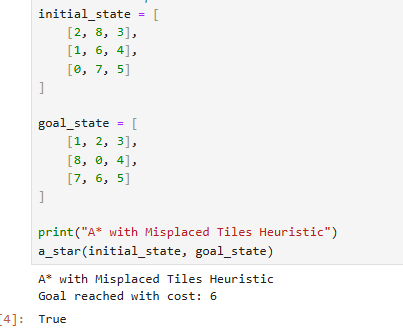 initial_state = [
    [2, 8, 3],
    [1, 6, 4],
    [0, 7, 5]
]
goal_state = [
    [1, 2, 3],
    [8, 0, 4],
    [7, 6, 5]
]
print("A* with Misplaced Tiles Heuristic")
a_star(initial_state, goal_state)
A* with Misplaced Tiles Heuristic
Goal reached with cost: 6
[4]: True